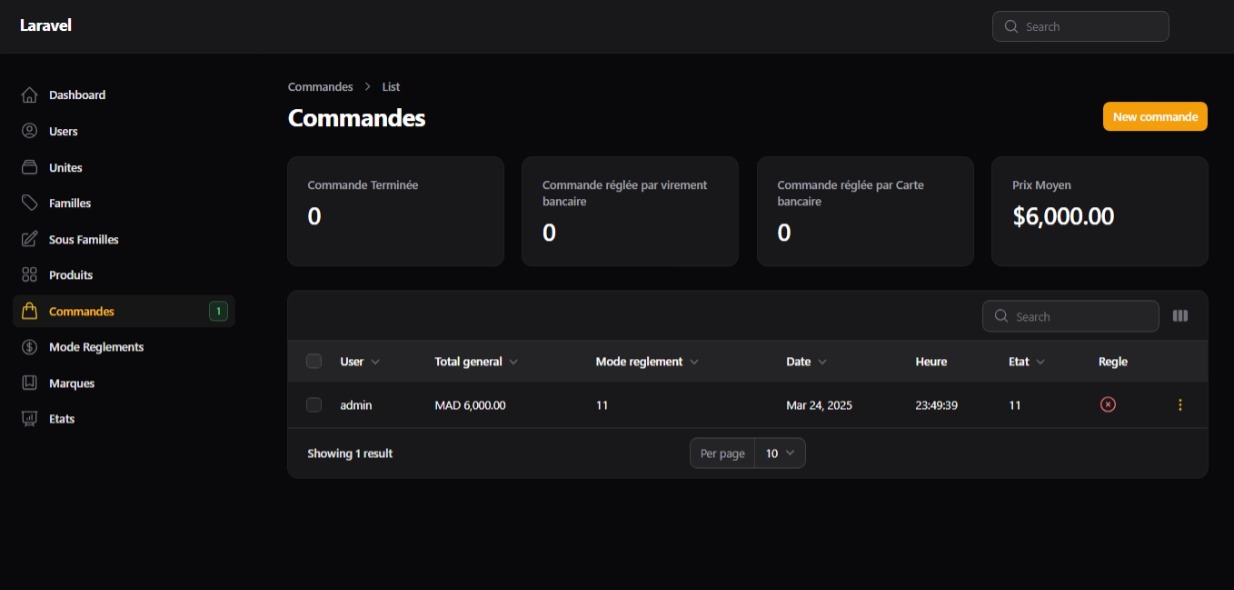 Laravel
Search
Dashboard
Users
Unites
Familles
Sous Familles
Produits
Commandes 1
Mode Reglements
Marques
Etats
Commandes List
Commandes
New commande
Commande Terminée
0
Commande réglée par virement
bancaire
0
Commande réglée par Carte
bancaire
0
Prix Moyen
$6,000.00
Search
User Total general Mode reglement Date Heure Etat Regle
admin MAD 6,000.00 11 Mar 24, 2025 23:49:39 11
Showing 1 result Per page 10